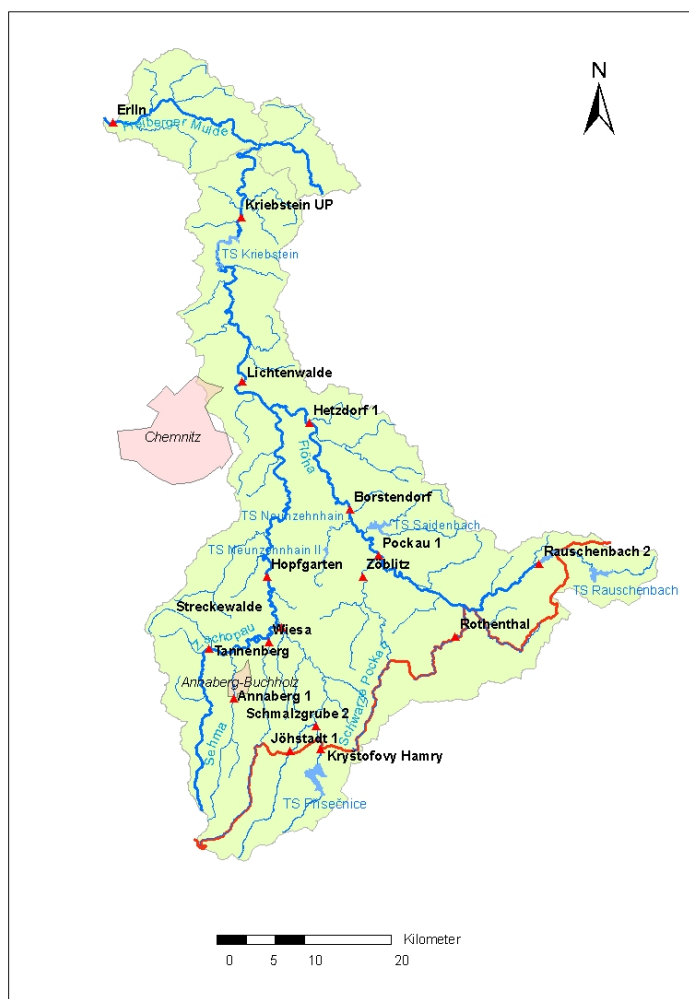 N
Erlln
Freiberger Mulde
Kriebstein UP
TS Kriebstein
Lichtenwalde
Chemnitz
Hetzdorf 1
Flöha
Borstendorf
TS Neunzehnhain I
TS Saidenbach
TS Neunzehnhain II
Pockau 1
Rauschenbach 2
Hopfgarten
Zöblitz
TS Rauschenbach
Streckewalde
Wiesa
Rothenthal
Zschopau
Tannenberg
Annaberg-Buchholz
Annaberg 1
Schwarze Pockau
Schmalzgrube 2
Sehma
Jöhstadt 1
Kryštofovy Hamry
TS Prisečnice
Kilometer
0 5 10 20